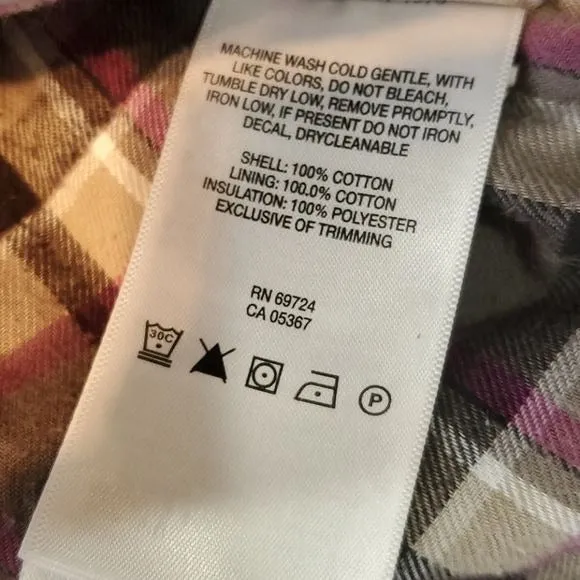 MACHINE WASH COLD GENTLE, WITH
LIKE COLORS, DO NOT BLEACH,
TUMBLE DRY LOW, REMOVE PROMPTLY,
IRON LOW, IF PRESENT DO NOT IRON
DECAL, DRYCLEANABLE
SHELL: 100% COTTON
LINING: 100.0% COTTON
INSULATION: 100% POLYESTER
EXCLUSIVE OF TRIMMING
RN 69724
CA 05367
30C
P